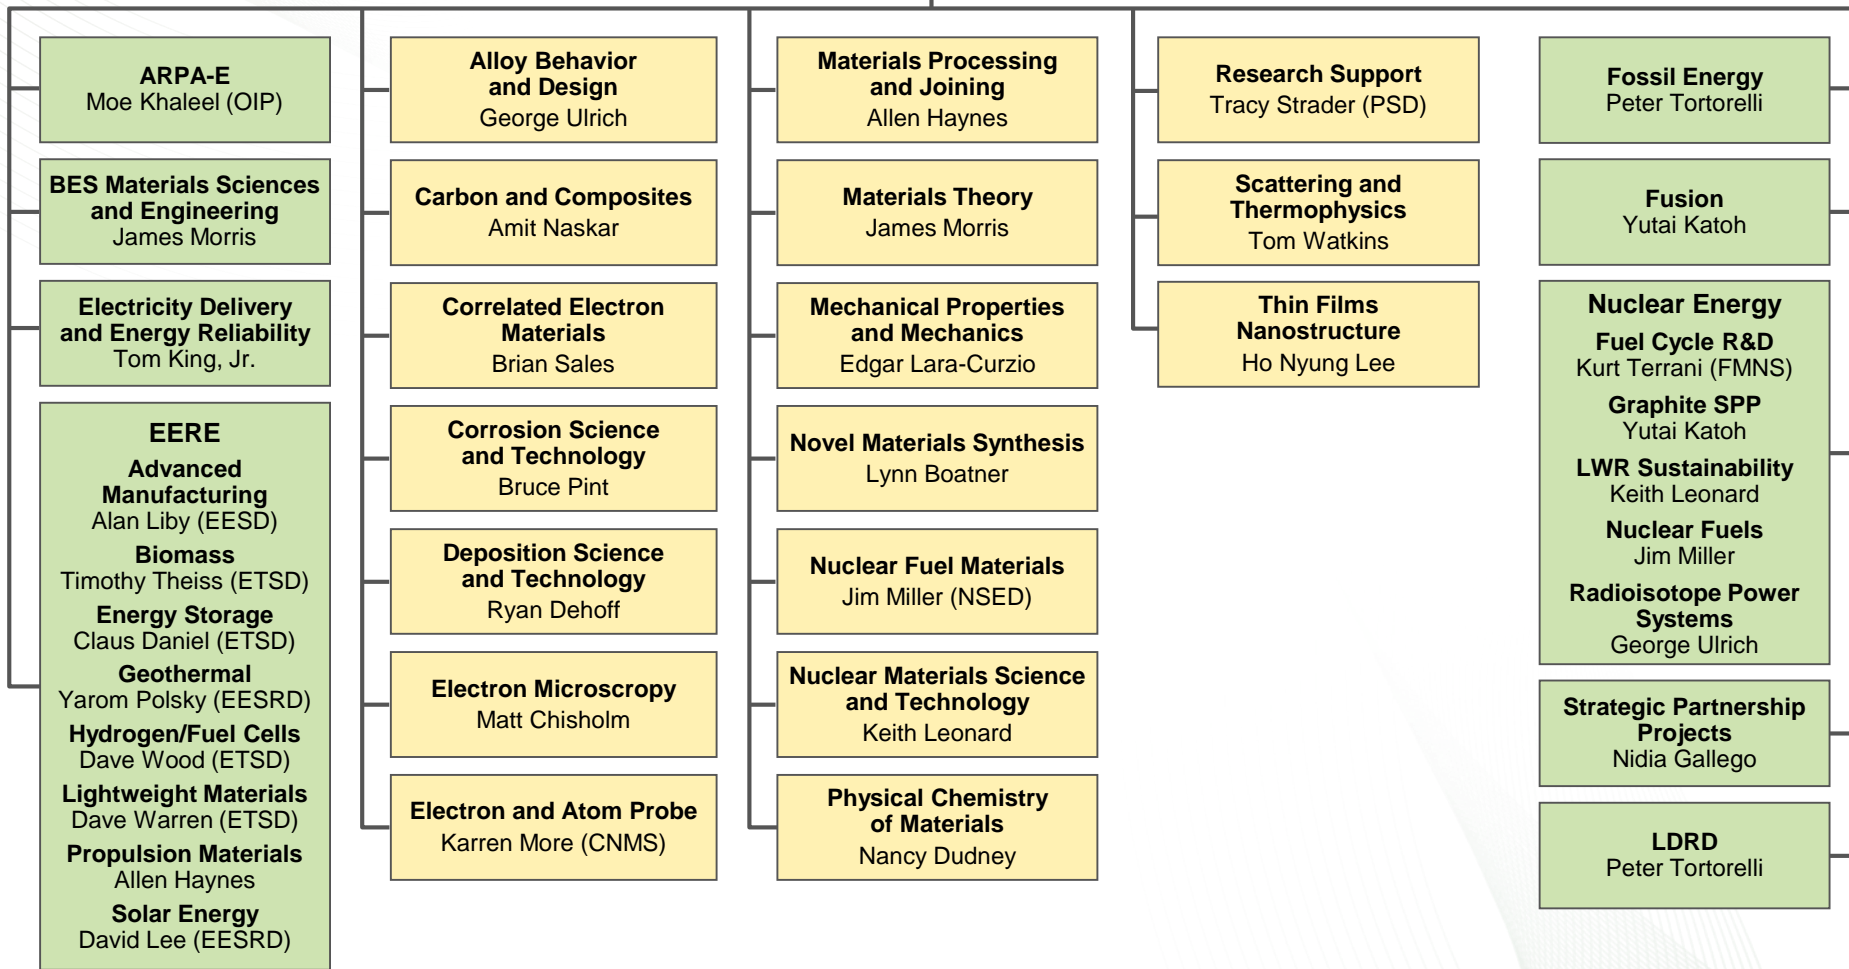 ARPA-E
Moe Khaleel (OIP)
BES Materials Sciences
and Engineering
James Morris
Electricity Delivery
and Energy Reliability
Tom King, Jr.
EERE
Advanced
Manufacturing
Alan Liby (EESD)
Biomass
Timothy Theiss (ETSD)
Energy Storage
Claus Daniel (ETSD)
Geothermal
Yarom Polsky (EESRD)
Hydrogen/Fuel Cells
Dave Wood (ETSD)
Lightweight Materials
Dave Warren (ETSD)
Propulsion Materials
Allen Haynes
Solar Energy
David Lee (EESRD)
Alloy Behavior
and Design
George Ulrich
Carbon and Composites
Amit Naskar
Correlated Electron
Materials
Brian Sales
Corrosion Science
and Technology
Bruce Pint
Deposition Science
and Technology
Ryan Dehoff
Electron Microscropy
Matt Chisholm
Electron and Atom Probe
Karren More (CNMS)
Materials Processing
and Joining
Allen Haynes
Materials Theory
James Morris
Mechanical Properties
and Mechanics
Edgar Lara-Curzio
Novel Materials Synthesis
Lynn Boatner
Nuclear Fuel Materials
Jim Miller (NSED)
Nuclear Materials Science
and Technology
Keith Leonard
Physical Chemistry
of Materials
Nancy Dudney
Research Support
Tracy Strader (PSD)
Scattering and
Thermophysics
Tom Watkins
Thin Films
Nanostructure
Ho Nyung Lee
Fossil Energy
Peter Tortorelli
Fusion
Yutai Katoh
Nuclear Energy
Fuel Cycle R&D
Kurt Terrani (FMNS)
Graphite SPP
Yutai Katoh
LWR Sustainability
Keith Leonard
Nuclear Fuels
Jim Miller
Radioisotope Power
Systems
George Ulrich
Strategic Partnership
Projects
Nidia Gallego
LDRD
Peter Tortorelli